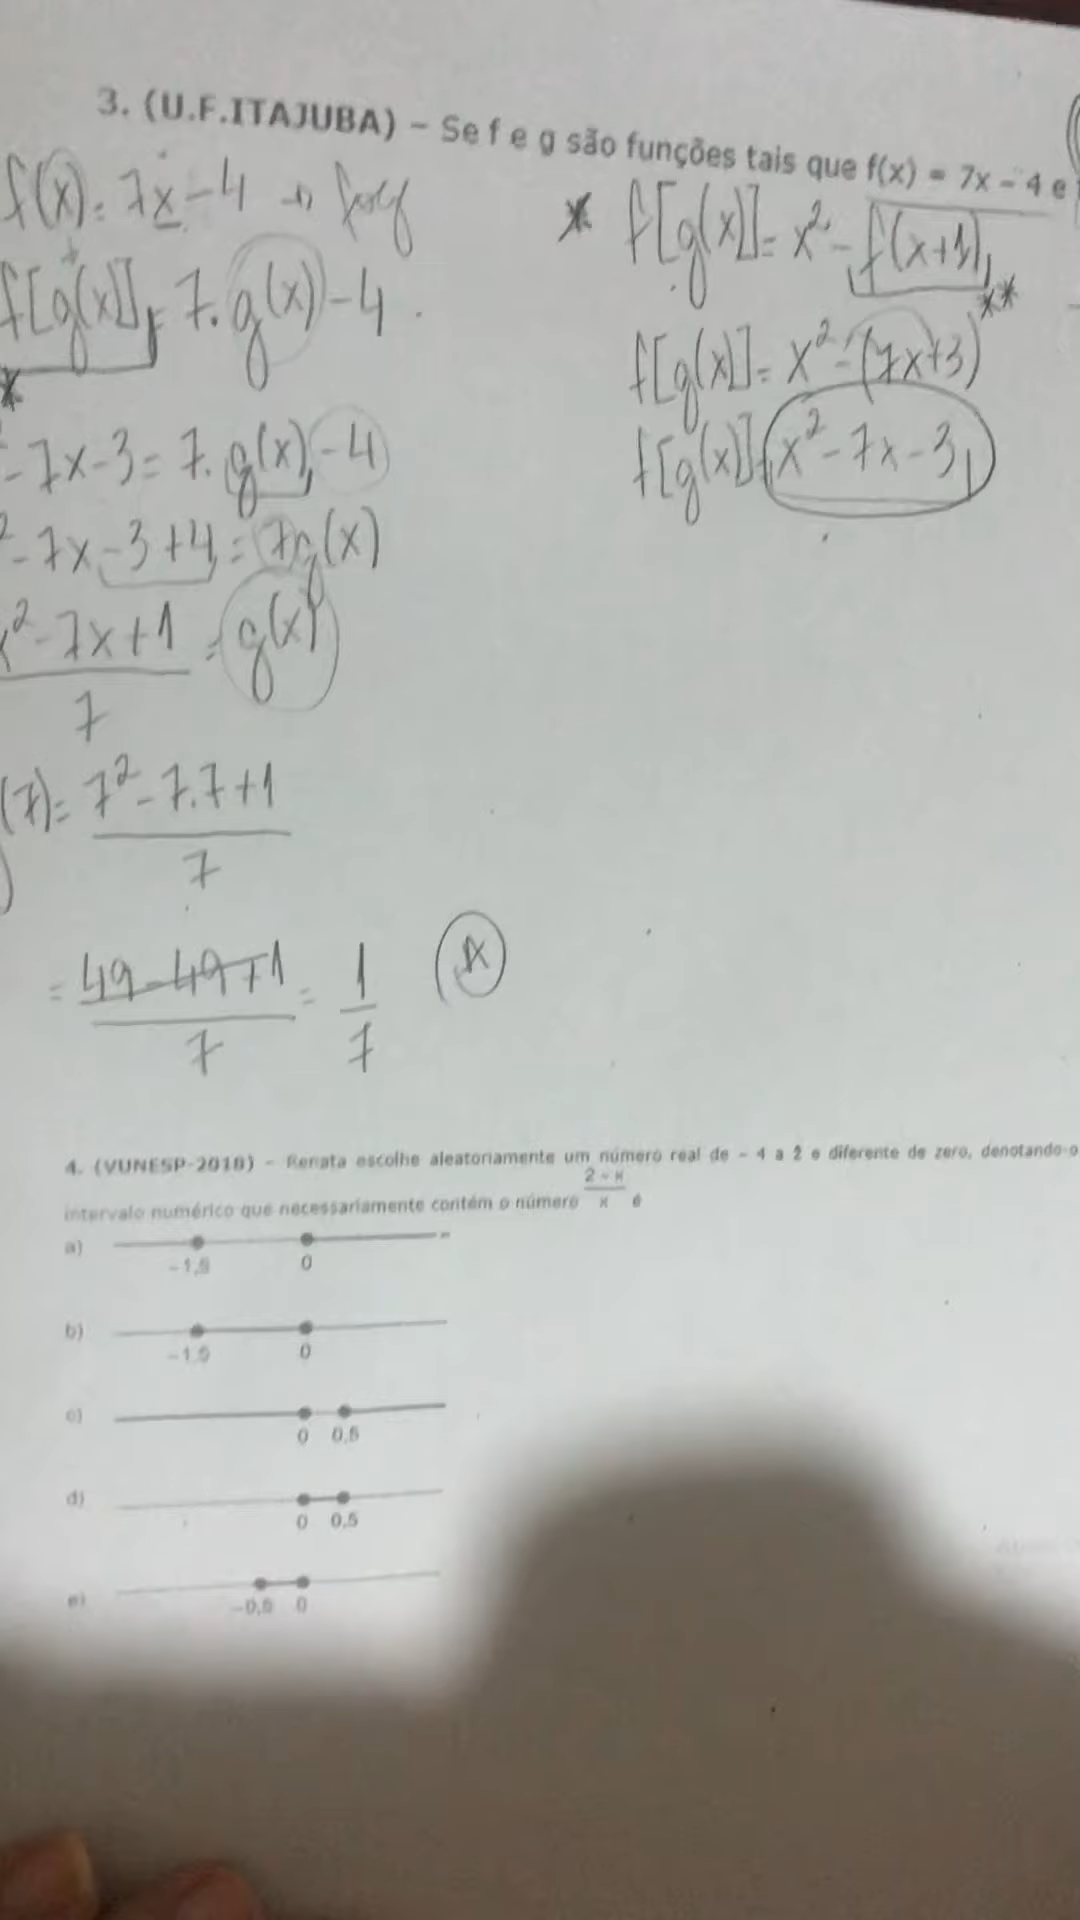 3. (U.F.ITAJUBA) – Se f e g são funções tais que f(x) = 7x – 4 e
f(x) = 7x – 4 → fog
f[g(x)] = 7.g(x) – 4
*
- 7x - 3 = 7.g(x) - 4
2 - 7x - 3 + 4 = 7g(x)
x² - 7x + 1 = g(x)
7
(7) = 7² - 7.7 + 1
7
= 49 - 49 + 1 = 1
7 7
A
* f[g(x)] = x² - f(x+1)
**
f[g(x)] = x² - (7x+3)
f[g(x)] = x² - 7x - 3
4. (VUNESP-2018) – Renata escolhe aleatoriamente um número real de – 4 a 2 e diferente de zero, denotando-o
intervalo numérico que necessariamente contém o número 2 – x / x é
a)
–1,5 0
b)
–1,5 0
c)
0 0,5
d)
0 0,5
e)
–0,5 0